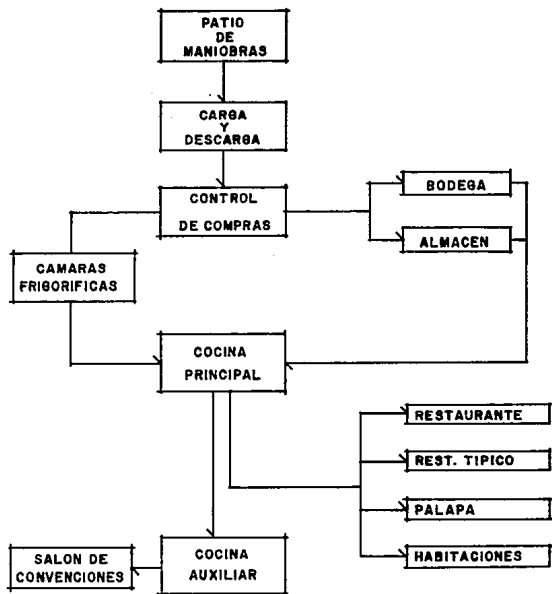 PATIO
DE
MANIOBRAS
CARGA
Y
DESCARGA
CONTROL
DE COMPRAS
BODEGA
ALMACEN
CAMARAS
FRIGORIFICAS
COCINA
PRINCIPAL
RESTAURANTE
REST. TIPICO
PALAPA
HABITACIONES
COCINA
AUXILIAR
SALON DE
CONVENCIONES